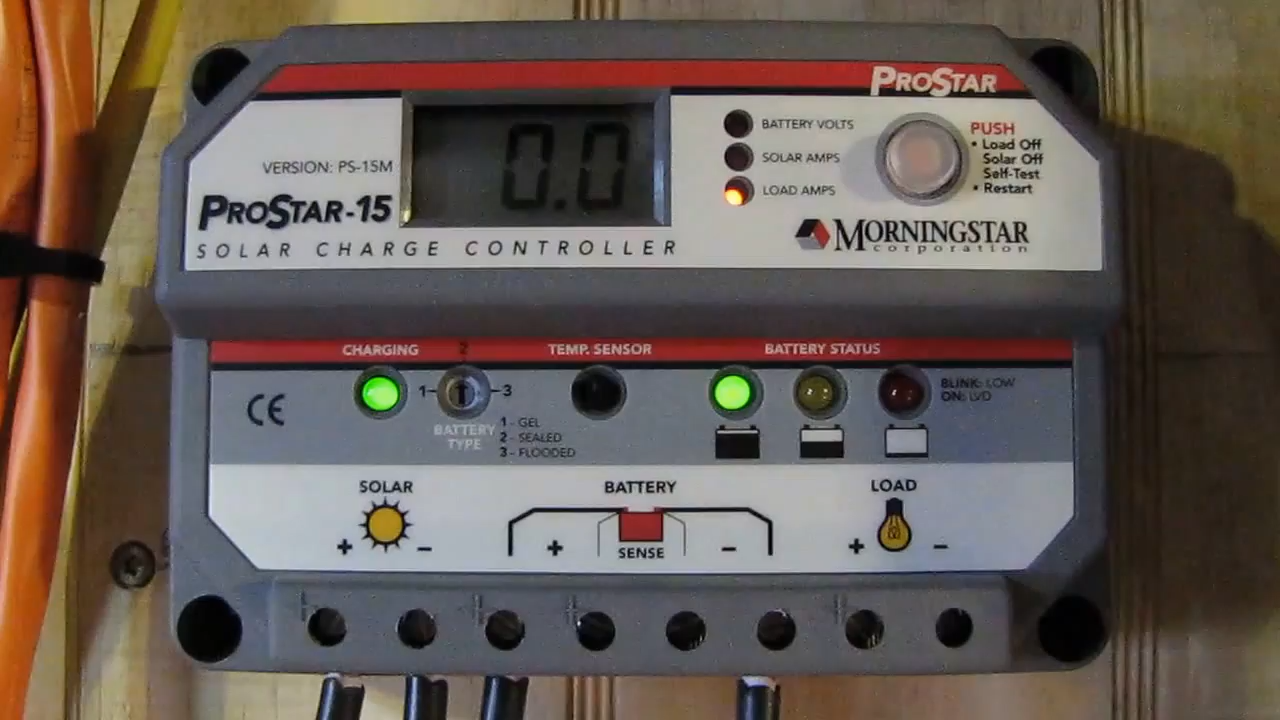 PROSTAR
VERSION: PS-15M
PROSTAR-15
SOLAR CHARGE CONTROLLER
0.0
BATTERY VOLTS
SOLAR AMPS
LOAD AMPS
PUSH
• Load Off
Solar Off
Self-Test
• Restart
MORNINGSTAR
corporation
CHARGING
2
TEMP. SENSOR
BATTERY STATUS
1
3
BLINK: LOW
ON: LVD
CE
BATTERY
TYPE
1 - GEL
2 - SEALED
3 - FLOODED
SOLAR
BATTERY
LOAD
+ -
+ SENSE -
+ -